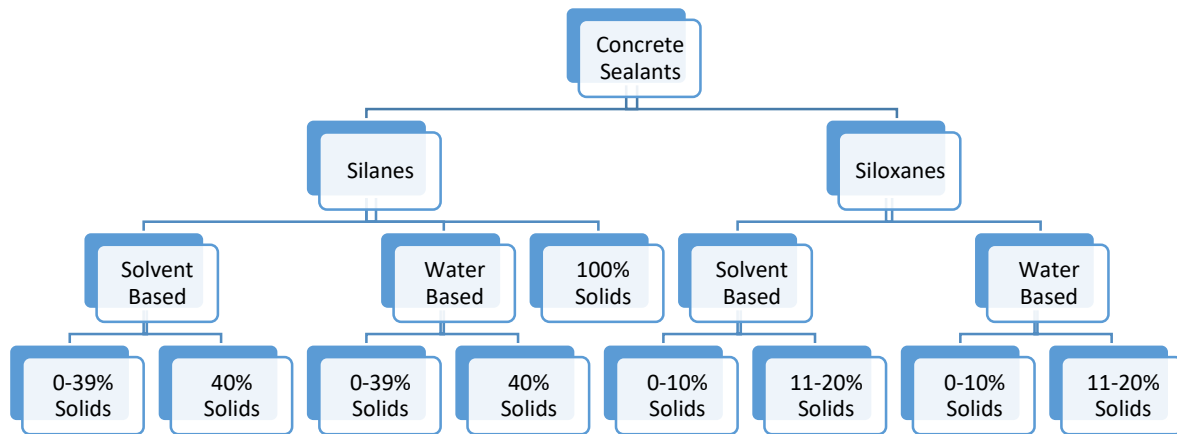 Concrete
Sealants
Silanes
Siloxanes
Solvent
Based
Water
Based
100%
Solids
Solvent
Based
Water
Based
0-39%
Solids
40%
Solids
0-39%
Solids
40%
Solids
0-10%
Solids
11-20%
Solids
0-10%
Solids
11-20%
Solids